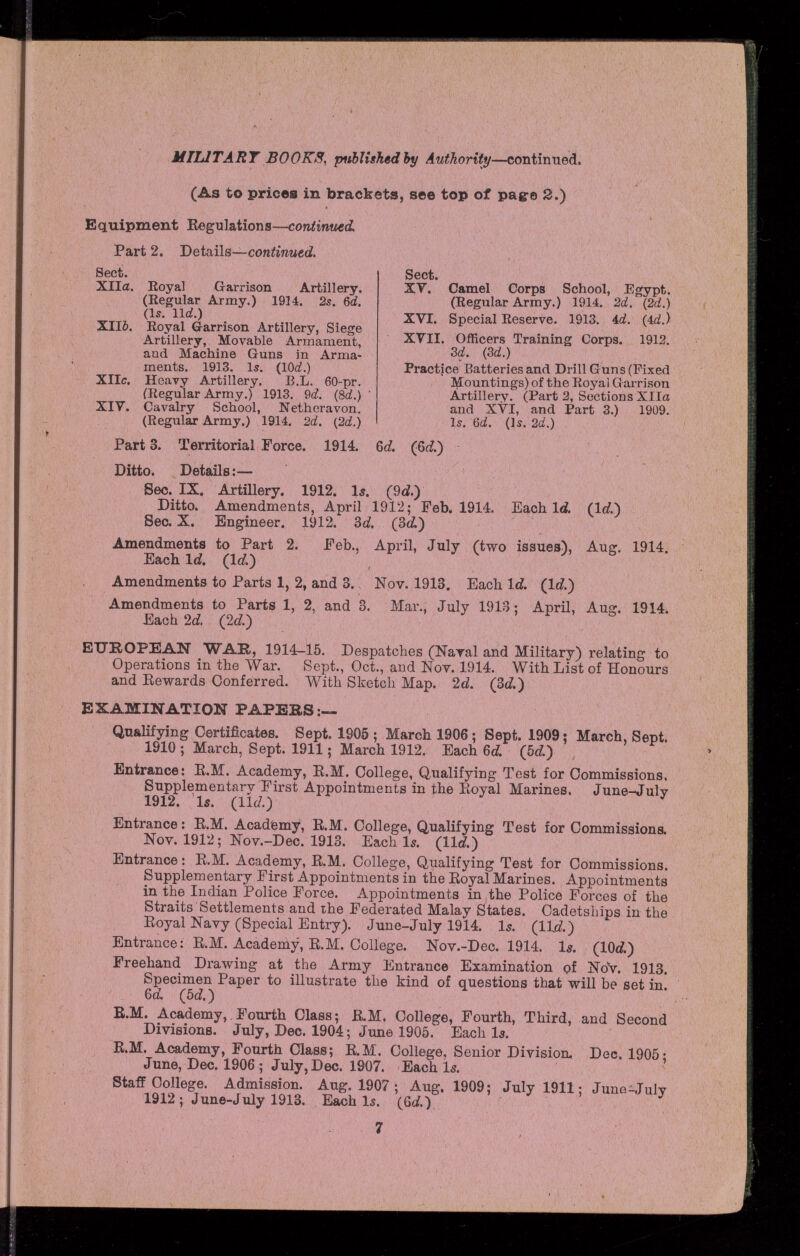 MILITARY BOOKS, published by Authority—continued.
(As to prices in brackets, see top of page 2.)
Equipment Regulations—continued.
Part 2. Details—continued.
Sect.
XIIa. Royal Garrison Artillery.
(Regular Army.) 1914. 2s. 6d.
(1s. 11d.)
XIIb. Royal Garrison Artillery, Siege
Artillery, Movable Armament,
and Machine Guns in Arma-
ments. 1913. 1s. (10d.)
XIIc. Heavy Artillery. B.L. 60-pr.
(Regular Army.) 1913. 9d. (8d.)
XIV. Cavalry School, Netheravon.
(Regular Army.) 1914. 2d. (2d.)
Sect.
XV. Camel Corps School, Egypt.
(Regular Army.) 1914. 2d. (2d.)
XVI. Special Reserve. 1913. 4d. (4d.)
XVII. Officers Training Corps. 1912.
3d. (3d.)
Practice Batteries and Drill Guns (Fixed
Mountings) of the Royal Garrison
Artillery. (Part 2, Sections XIIa
and XVI, and Part 3.) 1909.
1s. 6d. (1s. 2d.)
Part 3. Territorial Force. 1914. 6d. (6d.)
Ditto. Details:—
Sec. IX. Artillery. 1912. 1s. (9d.)
Ditto. Amendments, April 1912; Feb. 1914. Each 1d. (1d.)
Sec. X. Engineer. 1912. 3d. (3d.)
Amendments to Part 2. Feb., April, July (two issues), Aug. 1914.
Each 1d. (1d.)
Amendments to Parts 1, 2, and 3. Nov. 1913. Each 1d. (1d.)
Amendments to Parts 1, 2, and 3. Mar., July 1913; April, Aug. 1914.
Each 2d. (2d.)
EUROPEAN WAR, 1914-15. Despatches (Naval and Military) relating to
Operations in the War. Sept., Oct., and Nov. 1914. With List of Honours
and Rewards Conferred. With Sketch Map. 2d. (3d.)
EXAMINATION PAPERS:—
Qualifying Certificates. Sept. 1905; March 1906; Sept. 1909; March, Sept.
1910; March, Sept. 1911; March 1912. Each 6d. (5d.)
Entrance: R.M. Academy, R.M. College, Qualifying Test for Commissions,
Supplementary First Appointments in the Royal Marines. June-July
1912. 1s. (11d.)
Entrance: R.M. Academy, R.M. College, Qualifying Test for Commissions.
Nov. 1912; Nov.-Dec. 1913. Each 1s. (11d.)
Entrance: R.M. Academy, R.M. College, Qualifying Test for Commissions.
Supplementary First Appointments in the Royal Marines. Appointments
in the Indian Police Force. Appointments in the Police Forces of the
Straits Settlements and the Federated Malay States. Cadetships in the
Royal Navy (Special Entry). June-July 1914. 1s. (11d.)
Entrance: R.M. Academy, R.M. College. Nov.-Dec. 1914. 1s. (10d.)
Freehand Drawing at the Army Entrance Examination of Nov. 1913.
Specimen Paper to illustrate the kind of questions that will be set in.
6d. (5d.)
R.M. Academy, Fourth Class; R.M. College, Fourth, Third, and Second
Divisions. July, Dec. 1904; June 1905. Each 1s.
R.M. Academy, Fourth Class; R.M. College, Senior Division. Dec. 1905;
June, Dec. 1906; July, Dec. 1907. Each 1s.
Staff College. Admission. Aug. 1907; Aug. 1909; July 1911; June-July
1912; June-July 1913. Each 1s. (6d.)
7